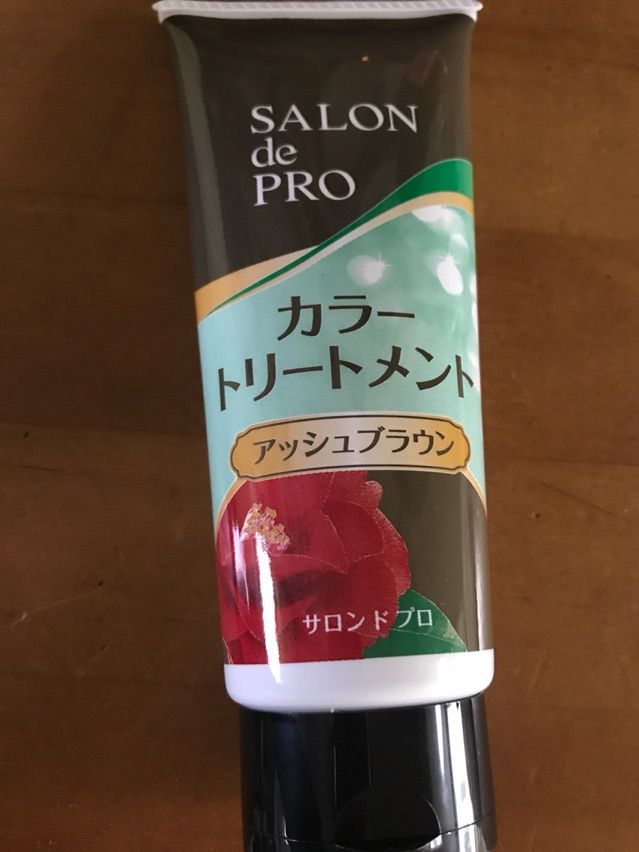 SALON
de
PRO
カラー
トリートメント
アッシュブラウン
サロンドプロ